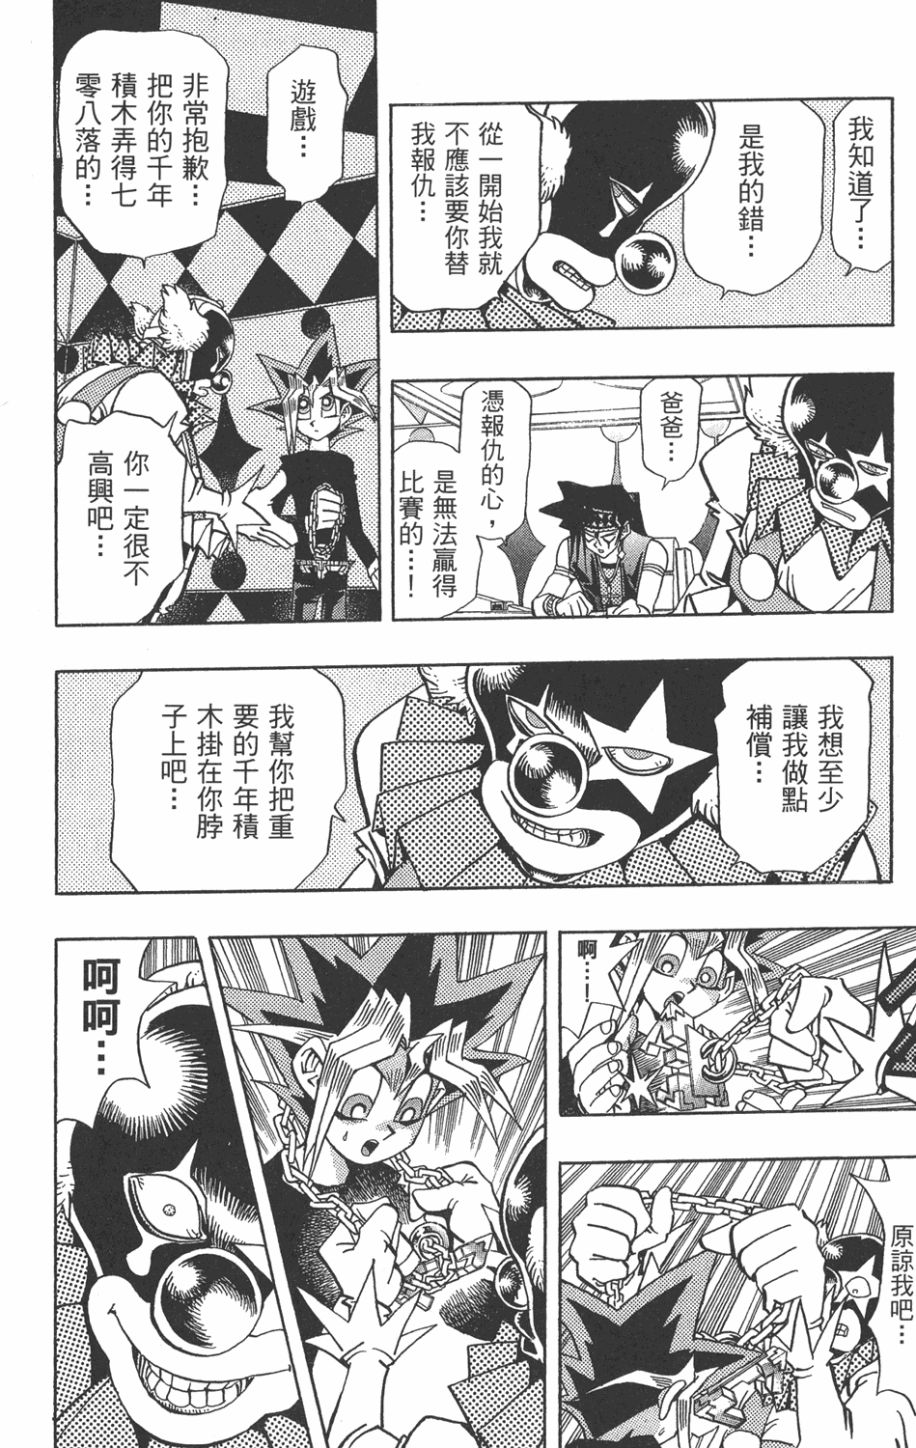 我知道了…
是我的錯…
從一開始我就
不應該要你替
我報仇…
爸爸…
憑報仇的心，
是無法贏得
比賽的…！
遊戲…
非常抱歉…
把你的千年
積木弄得七
零八落的…
你一定很不
高興吧…
我想至少
讓我做點
補償…
我幫你把重
要的千年積
木掛在你脖
子上吧…
啊…！
原諒我吧…
呵呵…